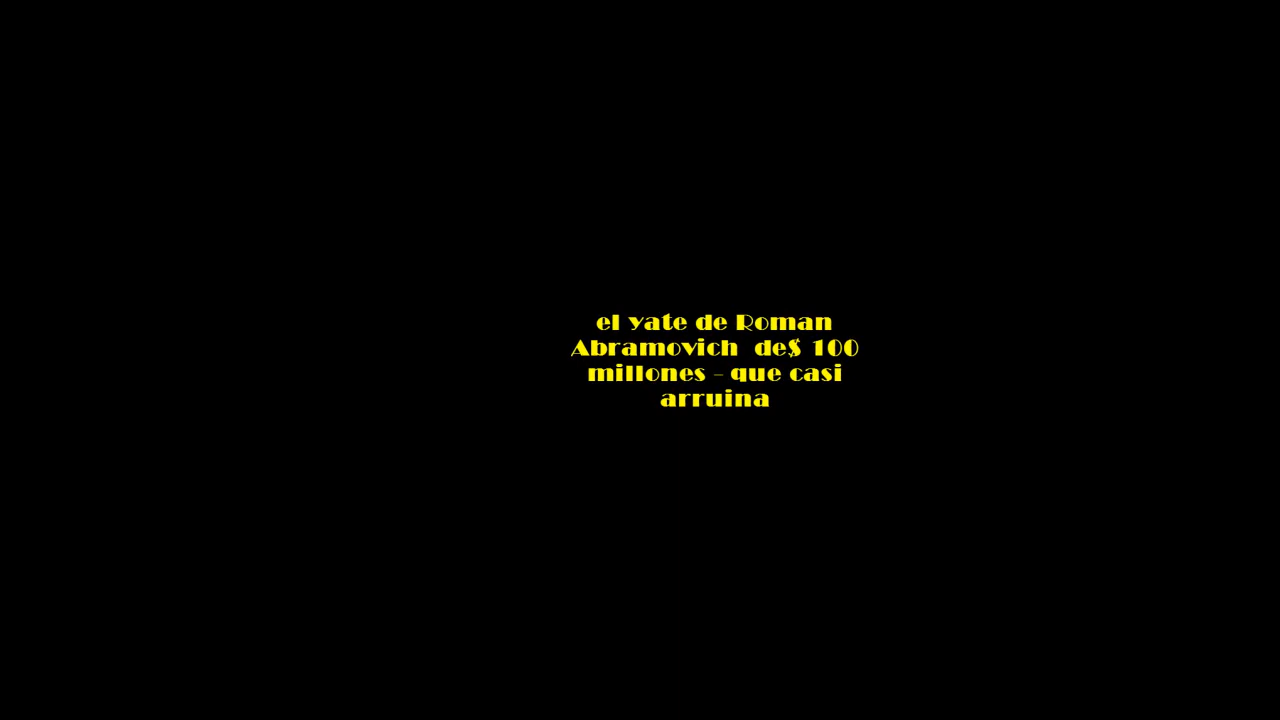 el yate de Roman
Abramovich  de$ 100
millones - que casi
arruina